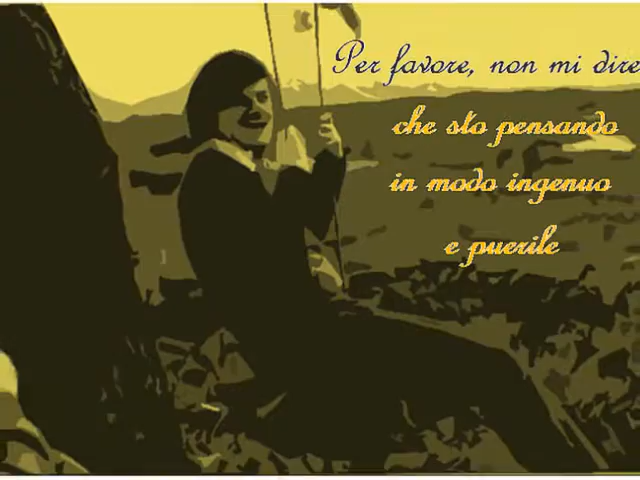 Per favore, non mi dire
che sto pensando
in modo ingenuo
e puerile